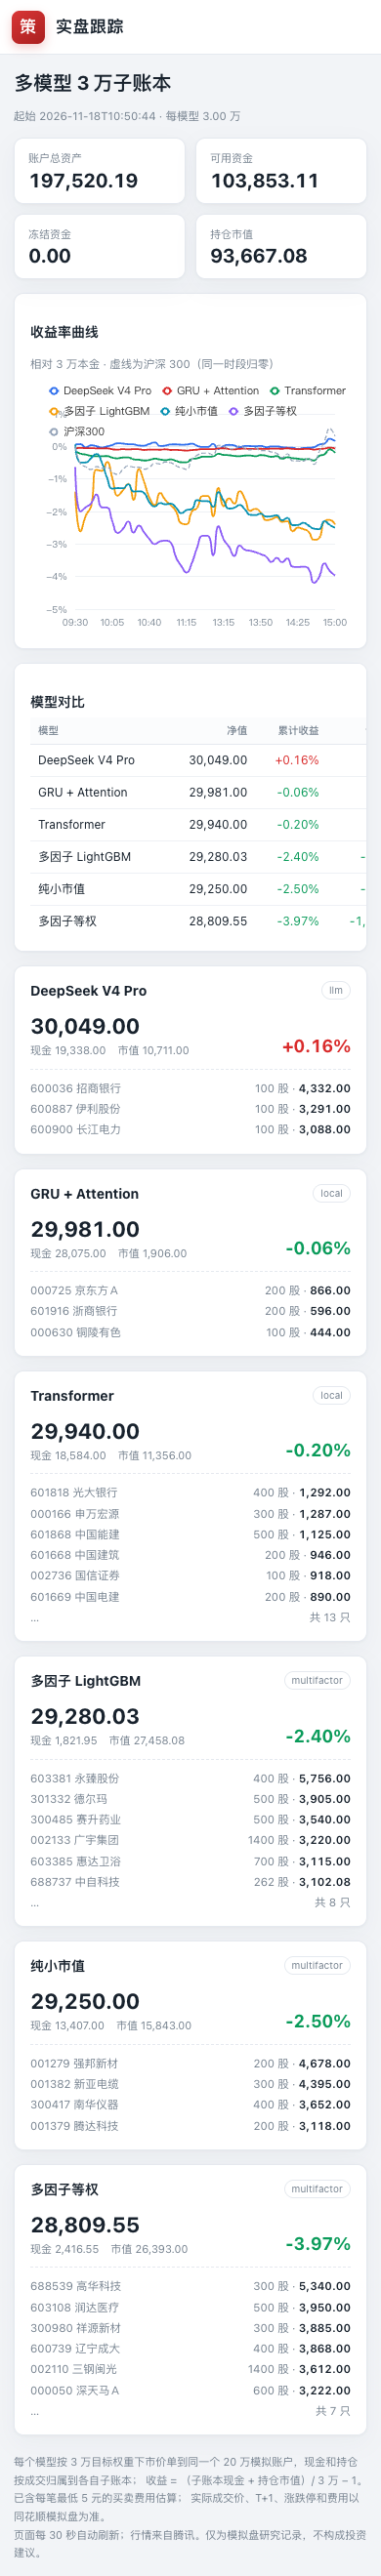 策 实盘跟踪
多模型 3 万子账本
起始 2026-11-18T10:50:44 · 每模型 3.00 万
账户总资产
197,520.19
可用资金
103,853.11
冻结资金
0.00
持仓市值
93,667.08
收益率曲线
相对 3 万本金 · 虚线为沪深 300（同一时段归零）
DeepSeek V4 Pro GRU + Attention Transformer
多因子 LightGBM 纯小市值 多因子等权
沪深300
0%
−1%
−2%
−3%
−4%
−5%
09:30 10:05 10:40 11:15 13:15 13:50 14:25 15:00
模型对比
模型 净值 累计收益
DeepSeek V4 Pro 30,049.00 +0.16%
GRU + Attention 29,981.00 -0.06%
Transformer 29,940.00 -0.20%
多因子 LightGBM 29,280.03 -2.40% -
纯小市值 29,250.00 -2.50% -
多因子等权 28,809.55 -3.97% -1,
DeepSeek V4 Pro llm
30,049.00 +0.16%
现金 19,338.00 市值 10,711.00
600036 招商银行 100 股 · 4,332.00
600887 伊利股份 100 股 · 3,291.00
600900 长江电力 100 股 · 3,088.00
GRU + Attention local
29,981.00 -0.06%
现金 28,075.00 市值 1,906.00
000725 京东方Ａ 200 股 · 866.00
601916 浙商银行 200 股 · 596.00
000630 铜陵有色 100 股 · 444.00
Transformer local
29,940.00 -0.20%
现金 18,584.00 市值 11,356.00
601818 光大银行 400 股 · 1,292.00
000166 申万宏源 300 股 · 1,287.00
601868 中国能建 500 股 · 1,125.00
601668 中国建筑 200 股 · 946.00
002736 国信证券 100 股 · 918.00
601669 中国电建 200 股 · 890.00
... 共 13 只
多因子 LightGBM multifactor
29,280.03 -2.40%
现金 1,821.95 市值 27,458.08
603381 永臻股份 400 股 · 5,756.00
301332 德尔玛 500 股 · 3,905.00
300485 赛升药业 500 股 · 3,540.00
002133 广宇集团 1400 股 · 3,220.00
603385 惠达卫浴 700 股 · 3,115.00
688737 中自科技 262 股 · 3,102.08
... 共 8 只
纯小市值 multifactor
29,250.00 -2.50%
现金 13,407.00 市值 15,843.00
001279 强邦新材 200 股 · 4,678.00
001382 新亚电缆 300 股 · 4,395.00
300417 南华仪器 400 股 · 3,652.00
001379 腾达科技 200 股 · 3,118.00
多因子等权 multifactor
28,809.55 -3.97%
现金 2,416.55 市值 26,393.00
688539 高华科技 300 股 · 5,340.00
603108 润达医疗 500 股 · 3,950.00
300980 祥源新材 300 股 · 3,885.00
600739 辽宁成大 400 股 · 3,868.00
002110 三钢闽光 1400 股 · 3,612.00
000050 深天马Ａ 600 股 · 3,222.00
... 共 7 只
每个模型按 3 万目标权重下市价单到同一个 20 万模拟账户，现金和持仓
按成交归属到各自子账本； 收益 = （子账本现金 + 持仓市值）/ 3 万 − 1。
已含每笔最低 5 元的买卖费用估算； 实际成交价、T+1、涨跌停和费用以
同花顺模拟盘为准。
页面每 30 秒自动刷新；行情来自腾讯。仅为模拟盘研究记录，不构成投资
建议。